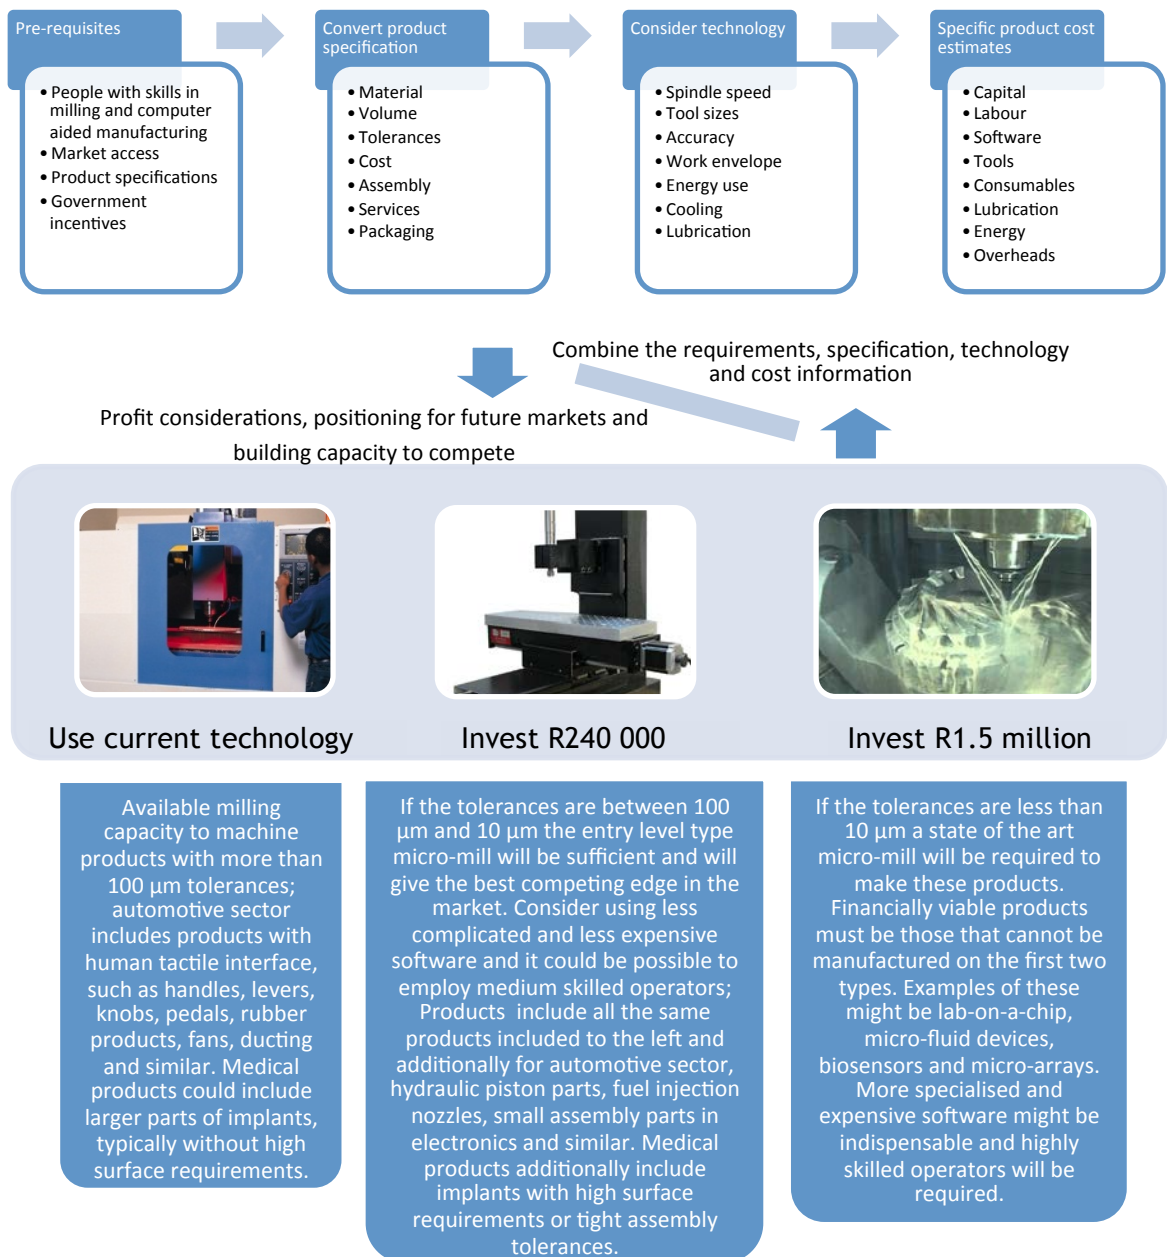 Pre-requisites
• People with skills in
milling and computer
aided manufacturing
• Market access
• Product specifications
• Government
incentives
Convert product
specification
• Material
• Volume
• Tolerances
• Cost
• Assembly
• Services
• Packaging
Consider technology
• Spindle speed
• Tool sizes
• Accuracy
• Work envelope
• Energy use
• Cooling
• Lubrication
Specific product cost
estimates
• Capital
• Labour
• Software
• Tools
• Consumables
• Lubrication
• Energy
• Overheads
Combine the requirements, specification, technology
and cost information
Profit considerations, positioning for future markets and
building capacity to compete
Use current technology
Invest R240 000
Invest R1.5 million
Available milling
capacity to machine
products with more than
100 μm tolerances;
automotive sector
includes products with
human tactile interface,
such as handles, levers,
knobs, pedals, rubber
products, fans, ducting
and similar. Medical
products could include
larger parts of implants,
typically without high
surface requirements.
If the tolerances are between 100
μm and 10 μm the entry level type
micro-mill will be sufficient and will
give the best competing edge in the
market. Consider using less
complicated and less expensive
software and it could be possible to
employ medium skilled operators;
Products include all the same
products included to the left and
additionally for automotive sector,
hydraulic piston parts, fuel injection
nozzles, small assembly parts in
electronics and similar. Medical
products additionally include
implants with high surface
requirements or tight assembly
tolerances.
If the tolerances are less than
10 μm a state of the art
micro-mill will be required to
make these products.
Financially viable products
must be those that cannot be
manufactured on the first two
types. Examples of these
might be lab-on-a-chip,
micro-fluid devices,
biosensors and micro-arrays.
More specialised and
expensive software might be
indispensable and highly
skilled operators will be
required.